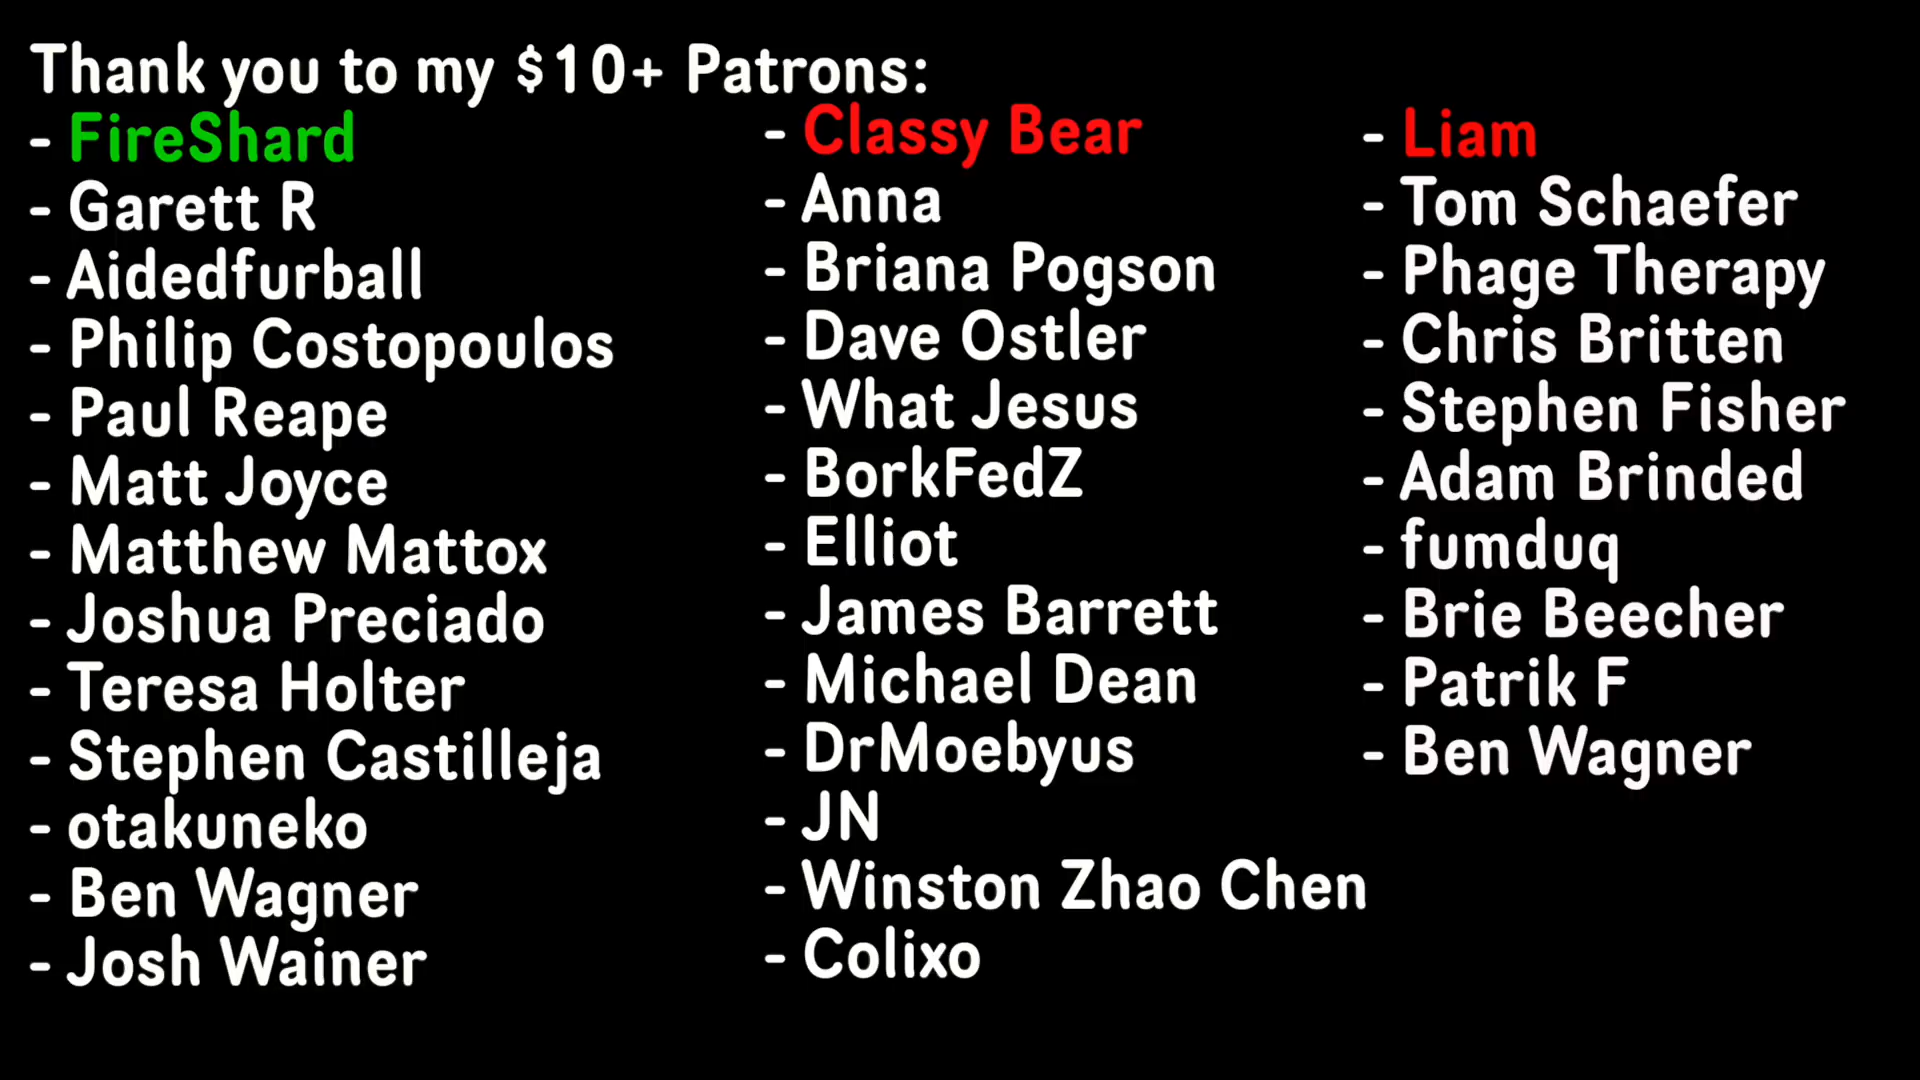 Thank you to my $10+ Patrons:
- FireShard
- Garett R
- Aidedfurball
- Philip Costopoulos
- Paul Reape
- Matt Joyce
- Matthew Mattox
- Joshua Preciado
- Teresa Holter
- Stephen Castilleja
- otakuneko
- Ben Wagner
- Josh Wainer
- Classy Bear
- Anna
- Briana Pogson
- Dave Ostler
- What Jesus
- BorkFedZ
- Elliot
- James Barrett
- Michael Dean
- DrMoebyus
- JN
- Winston Zhao Chen
- Colixo
- Liam
- Tom Schaefer
- Phage Therapy
- Chris Britten
- Stephen Fisher
- Adam Brinded
- fumduq
- Brie Beecher
- Patrik F
- Ben Wagner